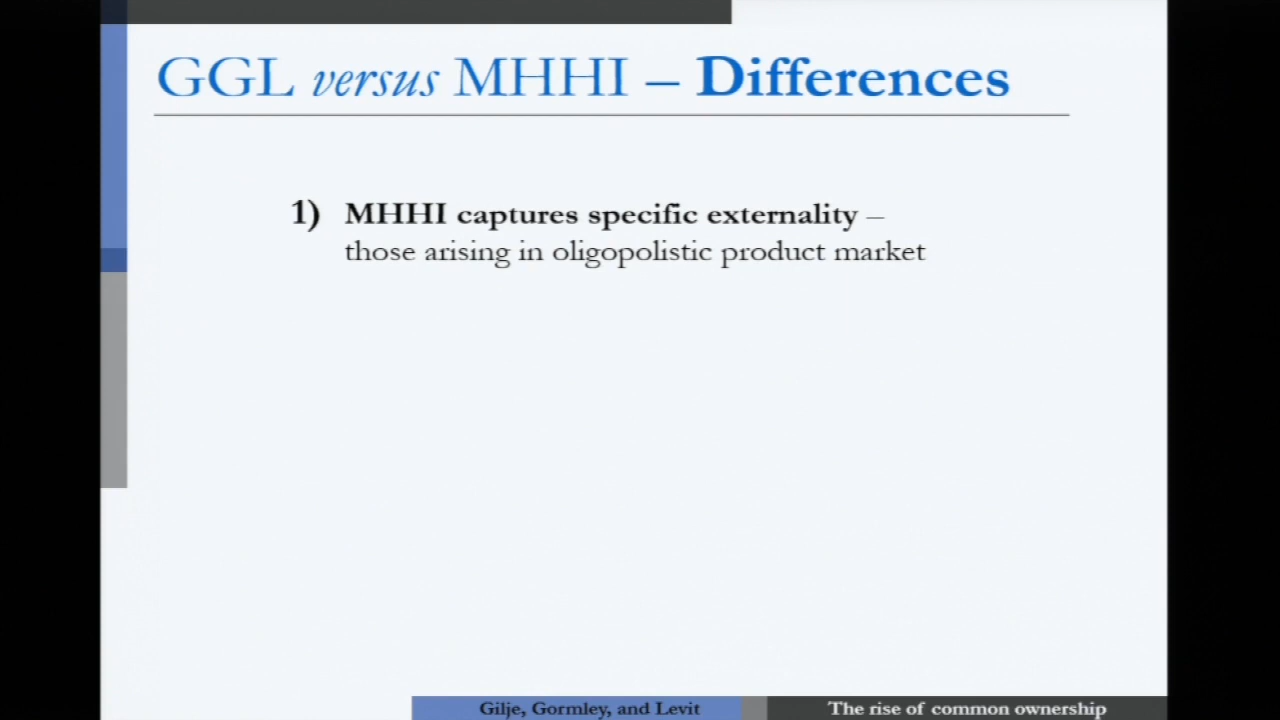 GGL versus MHHI – Differences
1) MHHI captures specific externality –
those arising in oligopolistic product market
Gilje, Gormley, and Levit
The rise of common ownership